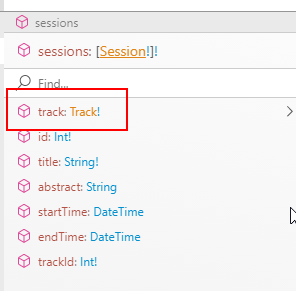 sessions
sessions: [Session!]!
Find...
track: Track!
id: Int!
title: String!
abstract: String
startTime: DateTime
endTime: DateTime
trackId: Int!